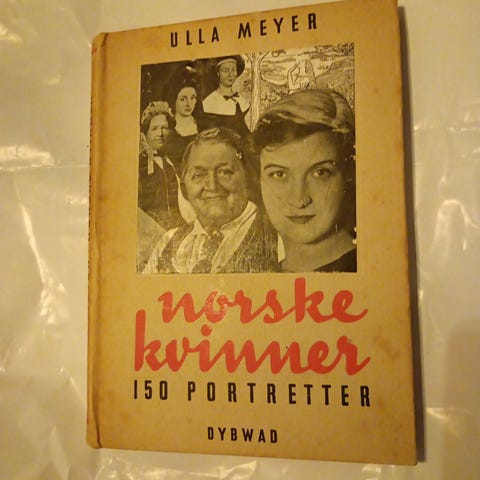 ULLA MEYER
norske
kvinner
150 PORTRETTER
DYBWAD